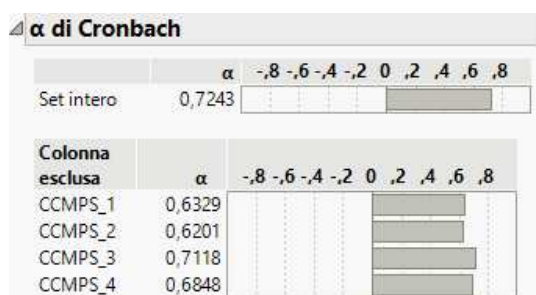 α di Cronbach
α -,8 -,6 -,4 -,2 0 ,2 ,4 ,6 ,8
Set intero 0,7243
Colonna
esclusa α -,8 -,6 -,4 -,2 0 ,2 ,4 ,6 ,8
CCMPS_1 0,6329
CCMPS_2 0,6201
CCMPS_3 0,7118
CCMPS_4 0,6848